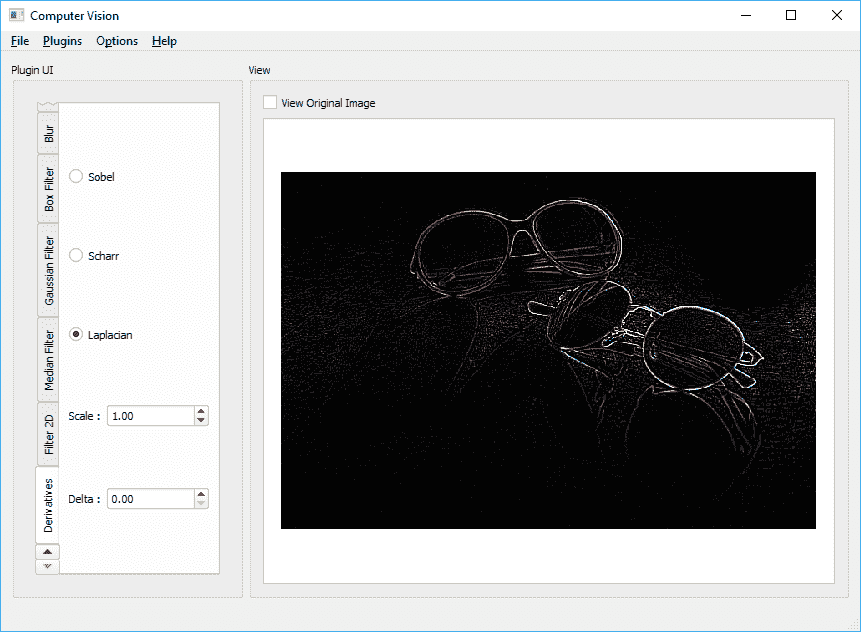 Computer Vision
File Plugins Options Help
Plugin UI
View
Blur
Box Filter
Gaussian Filter
Median Filter
Filter 2D
Derivatives
Sobel
Scharr
Laplacian
Scale : 1.00
Delta : 0.00
View Original Image